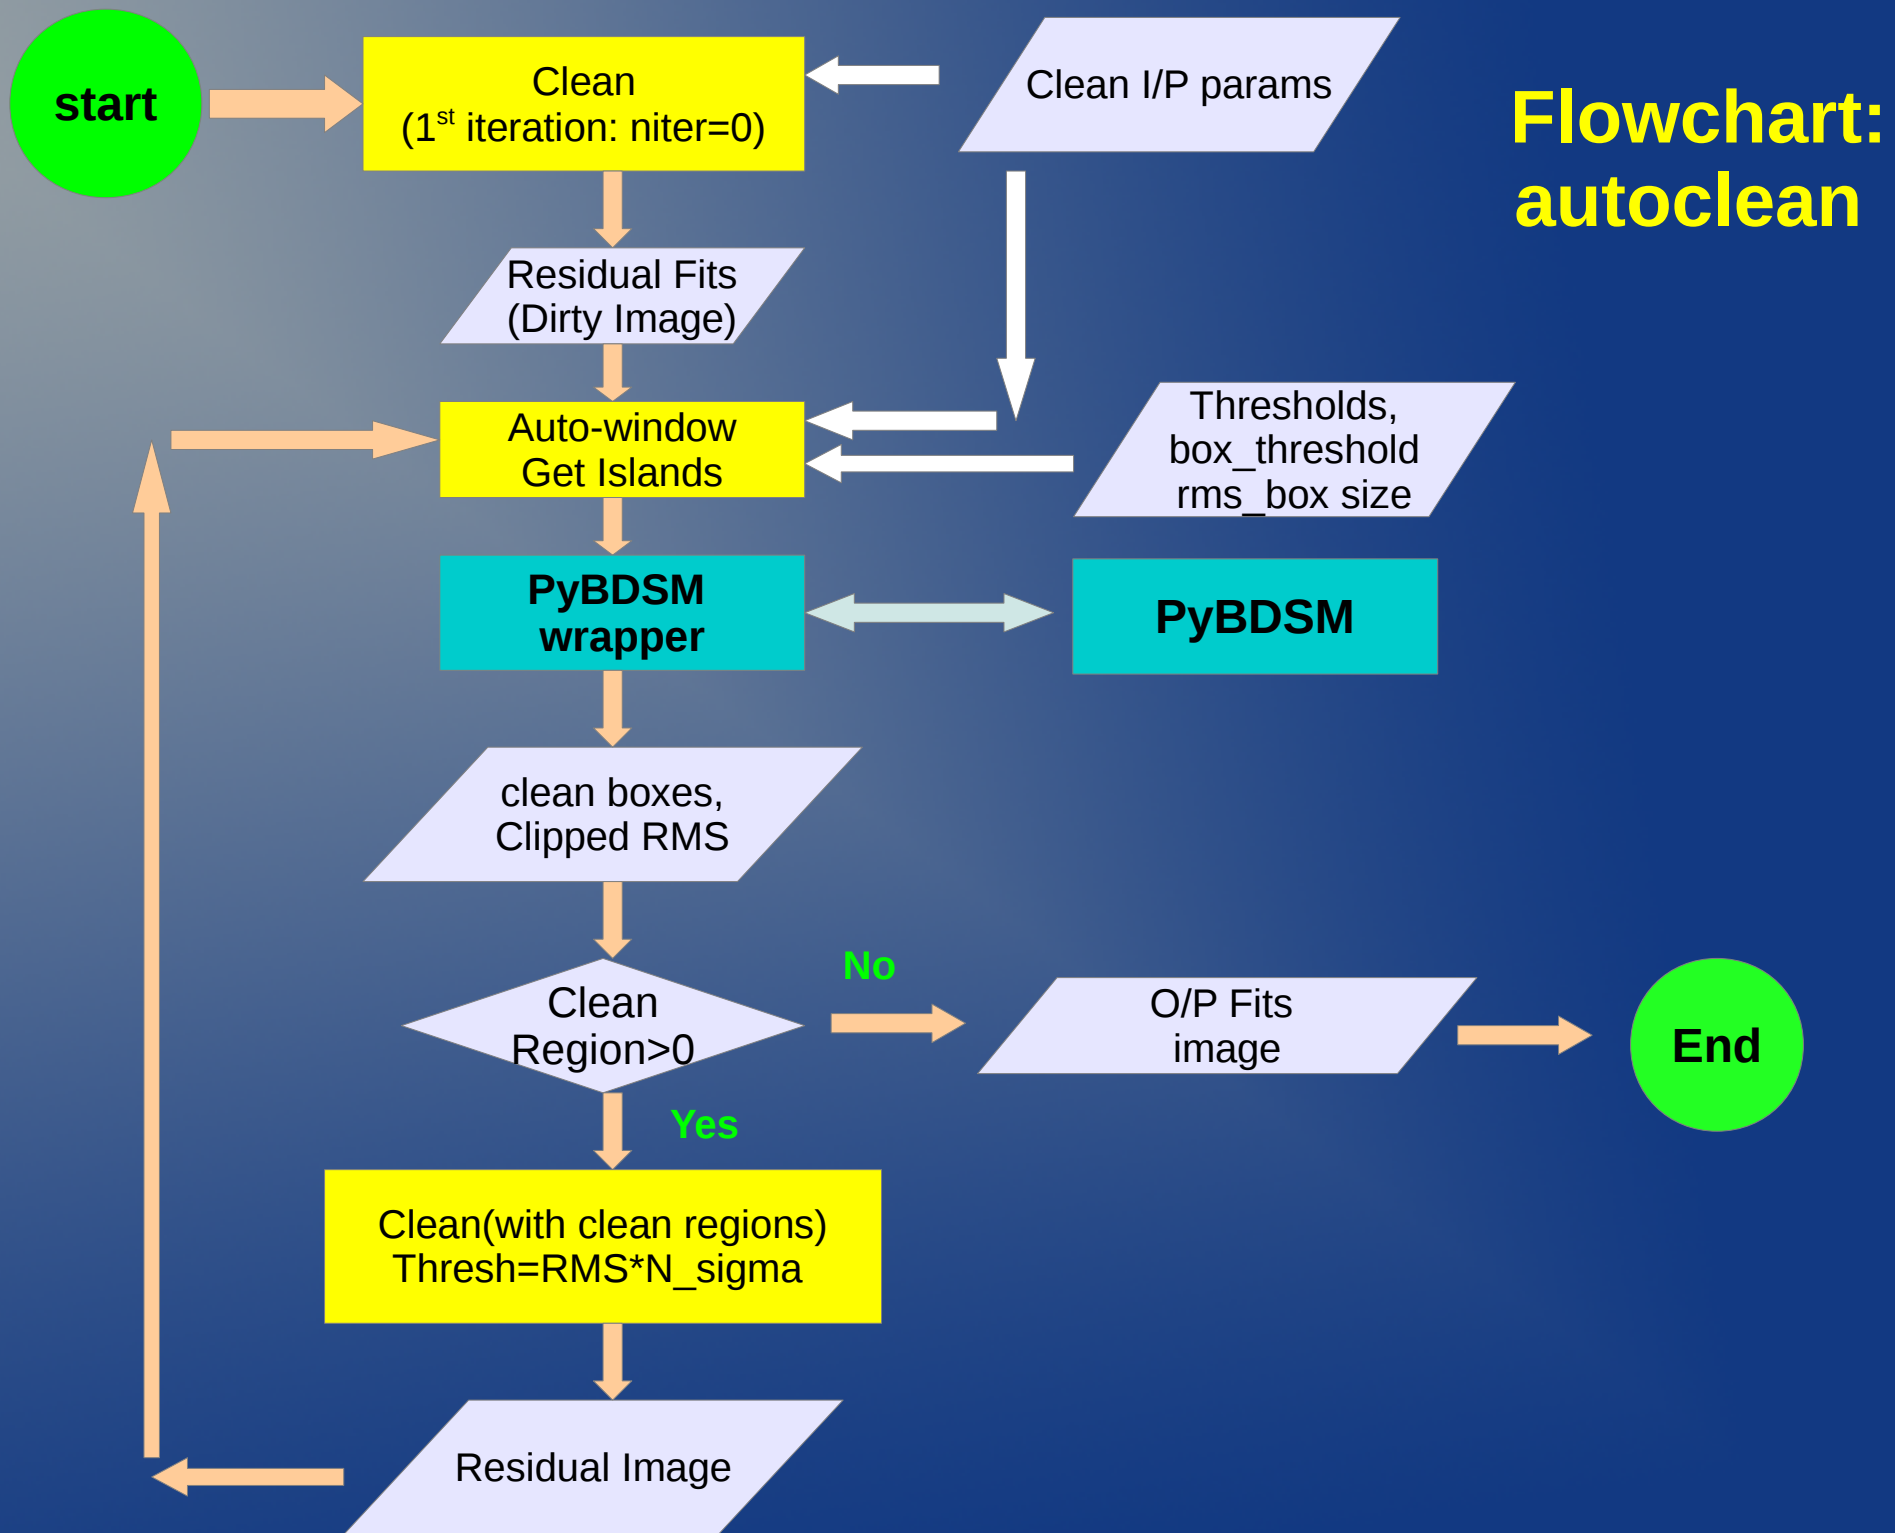 start
Clean
(1st iteration: niter=0)
Clean I/P params
Flowchart:
autoclean
Residual Fits
(Dirty Image)
Auto-window
Get Islands
Thresholds,
box_threshold
rms_box size
PyBDSM
wrapper
PyBDSM
clean boxes,
Clipped RMS
Clean
Region>0
No
O/P Fits
image
End
Yes
Clean(with clean regions)
Thresh=RMS*N_sigma
Residual Image